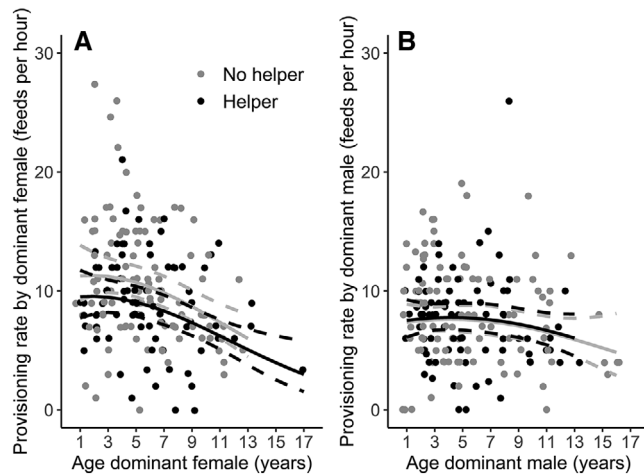 A
B
No helper
Helper
Provisioning rate by dominant female (feeds per hour)
30
20
10
0
1 3 5 7 9 11 13 15 17
Age dominant female (years)
Provisioning rate by dominant male (feeds per hour)
30
20
10
0
1 3 5 7 9 11 13 15 17
Age dominant male (years)